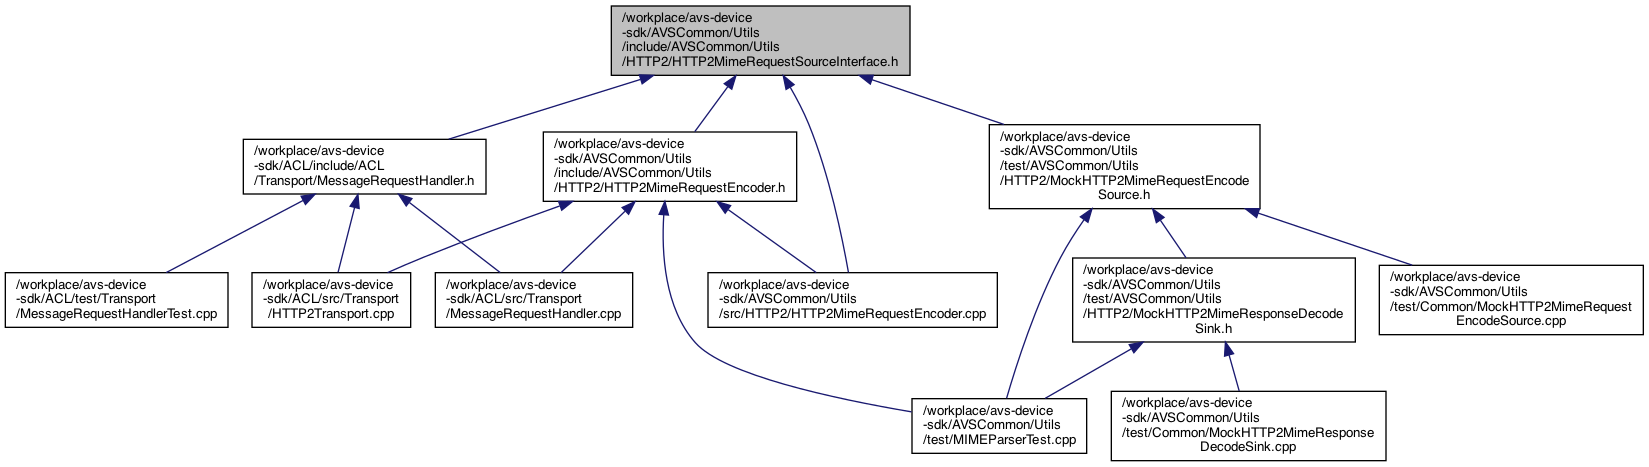 /workplace/avs-device
-sdk/AVSCommon/Utils
/include/AVSCommon/Utils
/HTTP2/HTTP2MimeRequestSourceInterface.h
/workplace/avs-device
-sdk/ACL/include/ACL
/Transport/MessageRequestHandler.h
/workplace/avs-device
-sdk/AVSCommon/Utils
/include/AVSCommon/Utils
/HTTP2/HTTP2MimeRequestEncoder.h
/workplace/avs-device
-sdk/AVSCommon/Utils
/test/AVSCommon/Utils
/HTTP2/MockHTTP2MimeRequestEncode
Source.h
/workplace/avs-device
-sdk/ACL/test/Transport
/MessageRequestHandlerTest.cpp
/workplace/avs-device
-sdk/ACL/src/Transport
/HTTP2Transport.cpp
/workplace/avs-device
-sdk/ACL/src/Transport
/MessageRequestHandler.cpp
/workplace/avs-device
-sdk/AVSCommon/Utils
/src/HTTP2/HTTP2MimeRequestEncoder.cpp
/workplace/avs-device
-sdk/AVSCommon/Utils
/test/AVSCommon/Utils
/HTTP2/MockHTTP2MimeResponseDecode
Sink.h
/workplace/avs-device
-sdk/AVSCommon/Utils
/test/Common/MockHTTP2MimeRequest
EncodeSource.cpp
/workplace/avs-device
-sdk/AVSCommon/Utils
/test/MIMEParserTest.cpp
/workplace/avs-device
-sdk/AVSCommon/Utils
/test/Common/MockHTTP2MimeResponse
DecodeSink.cpp